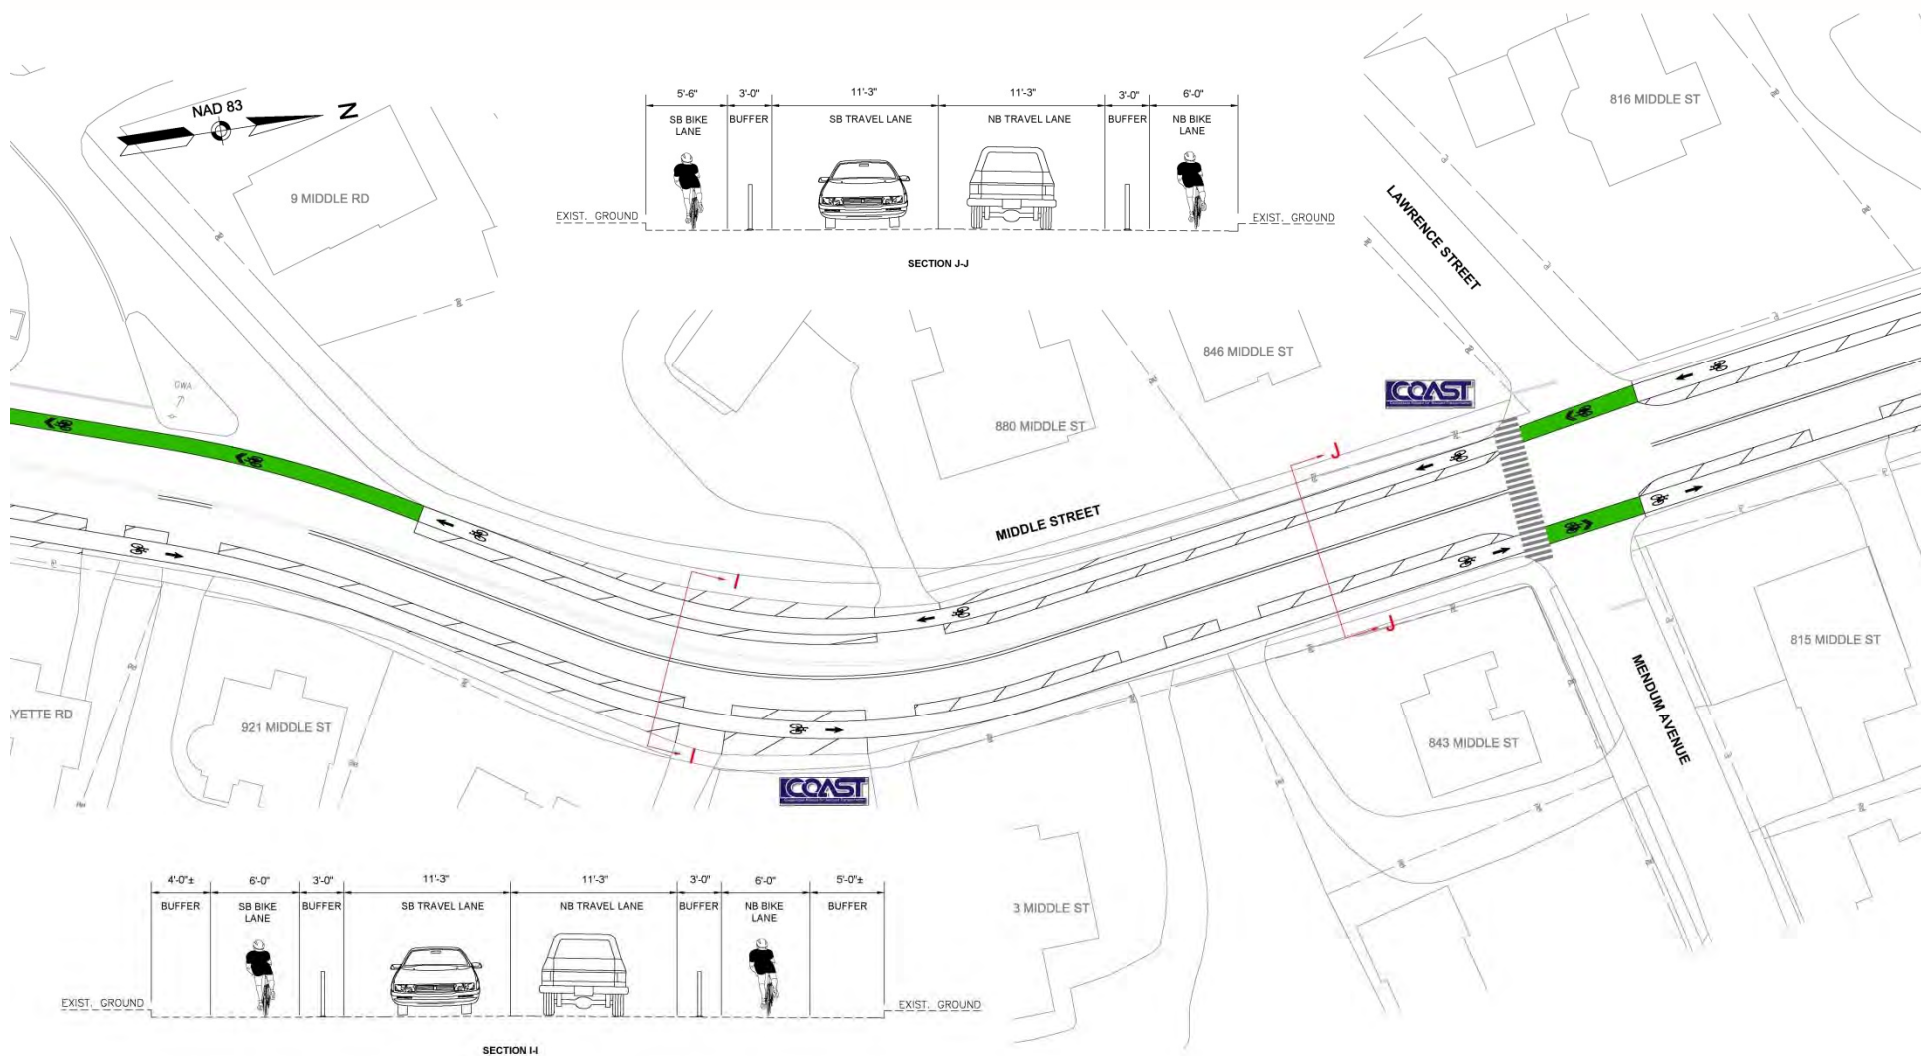 NAD 83
N
9 MIDDLE RD
5'-6"
3'-0"
11'-3"
11'-3"
3'-0"
6'-0"
SB BIKE
LANE
BUFFER
SB TRAVEL LANE
NB TRAVEL LANE
BUFFER
NB BIKE
LANE
EXIST. GROUND
EXIST. GROUND
SECTION J-J
816 MIDDLE ST
LAWRENCE STREET
846 MIDDLE ST
COAST
880 MIDDLE ST
MIDDLE STREET
J
J
I
I
YETTE RD
921 MIDDLE ST
COAST
843 MIDDLE ST
MENDUM AVENUE
815 MIDDLE ST
3 MIDDLE ST
4'-0"±
6'-0"
3'-0"
11'-3"
11'-3"
3'-0"
6'-0"
5'-0"±
BUFFER
SB BIKE
LANE
BUFFER
SB TRAVEL LANE
NB TRAVEL LANE
BUFFER
NB BIKE
LANE
BUFFER
EXIST. GROUND
EXIST. GROUND
SECTION I-I